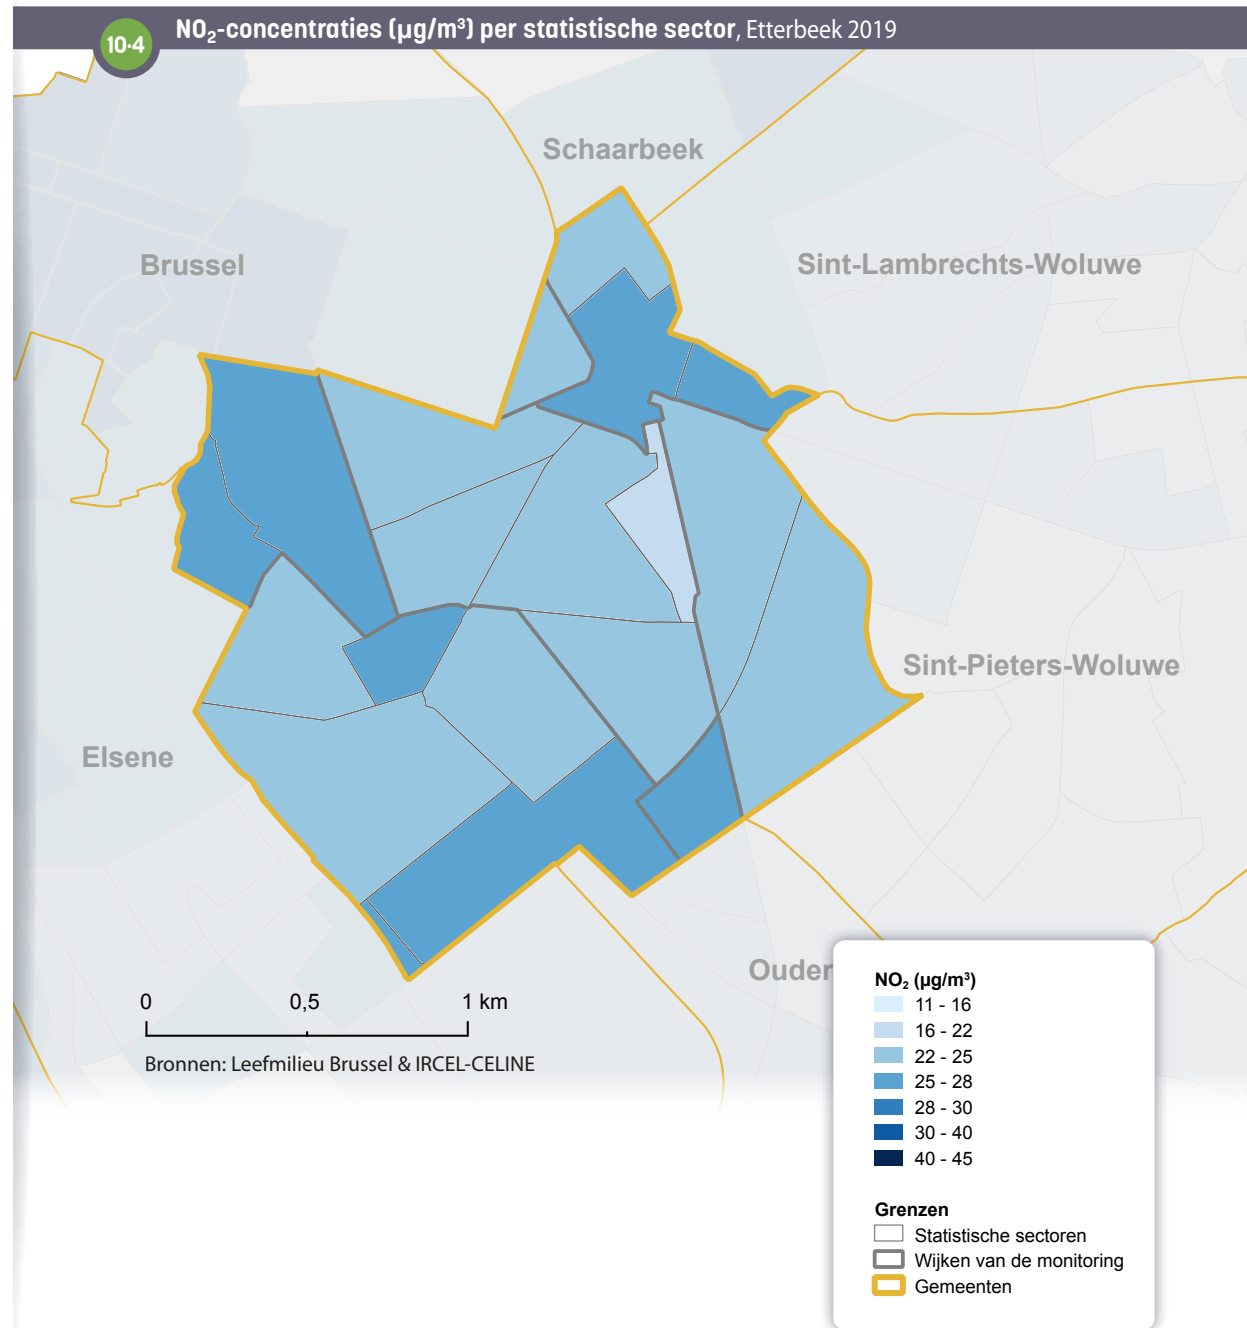 10·4
NO₂-concentraties (µg/m³) per statistische sector, Etterbeek 2019
Schaarbeek
Brussel
Sint-Lambrechts-Woluwe
Sint-Pieters-Woluwe
Elsene
Ouder
0 0,5 1 km
Bronnen: Leefmilieu Brussel & IRCEL-CELINE
NO₂ (µg/m³)
11 - 16
16 - 22
22 - 25
25 - 28
28 - 30
30 - 40
40 - 45
Grenzen
Statistische sectoren
Wijken van de monitoring
Gemeenten